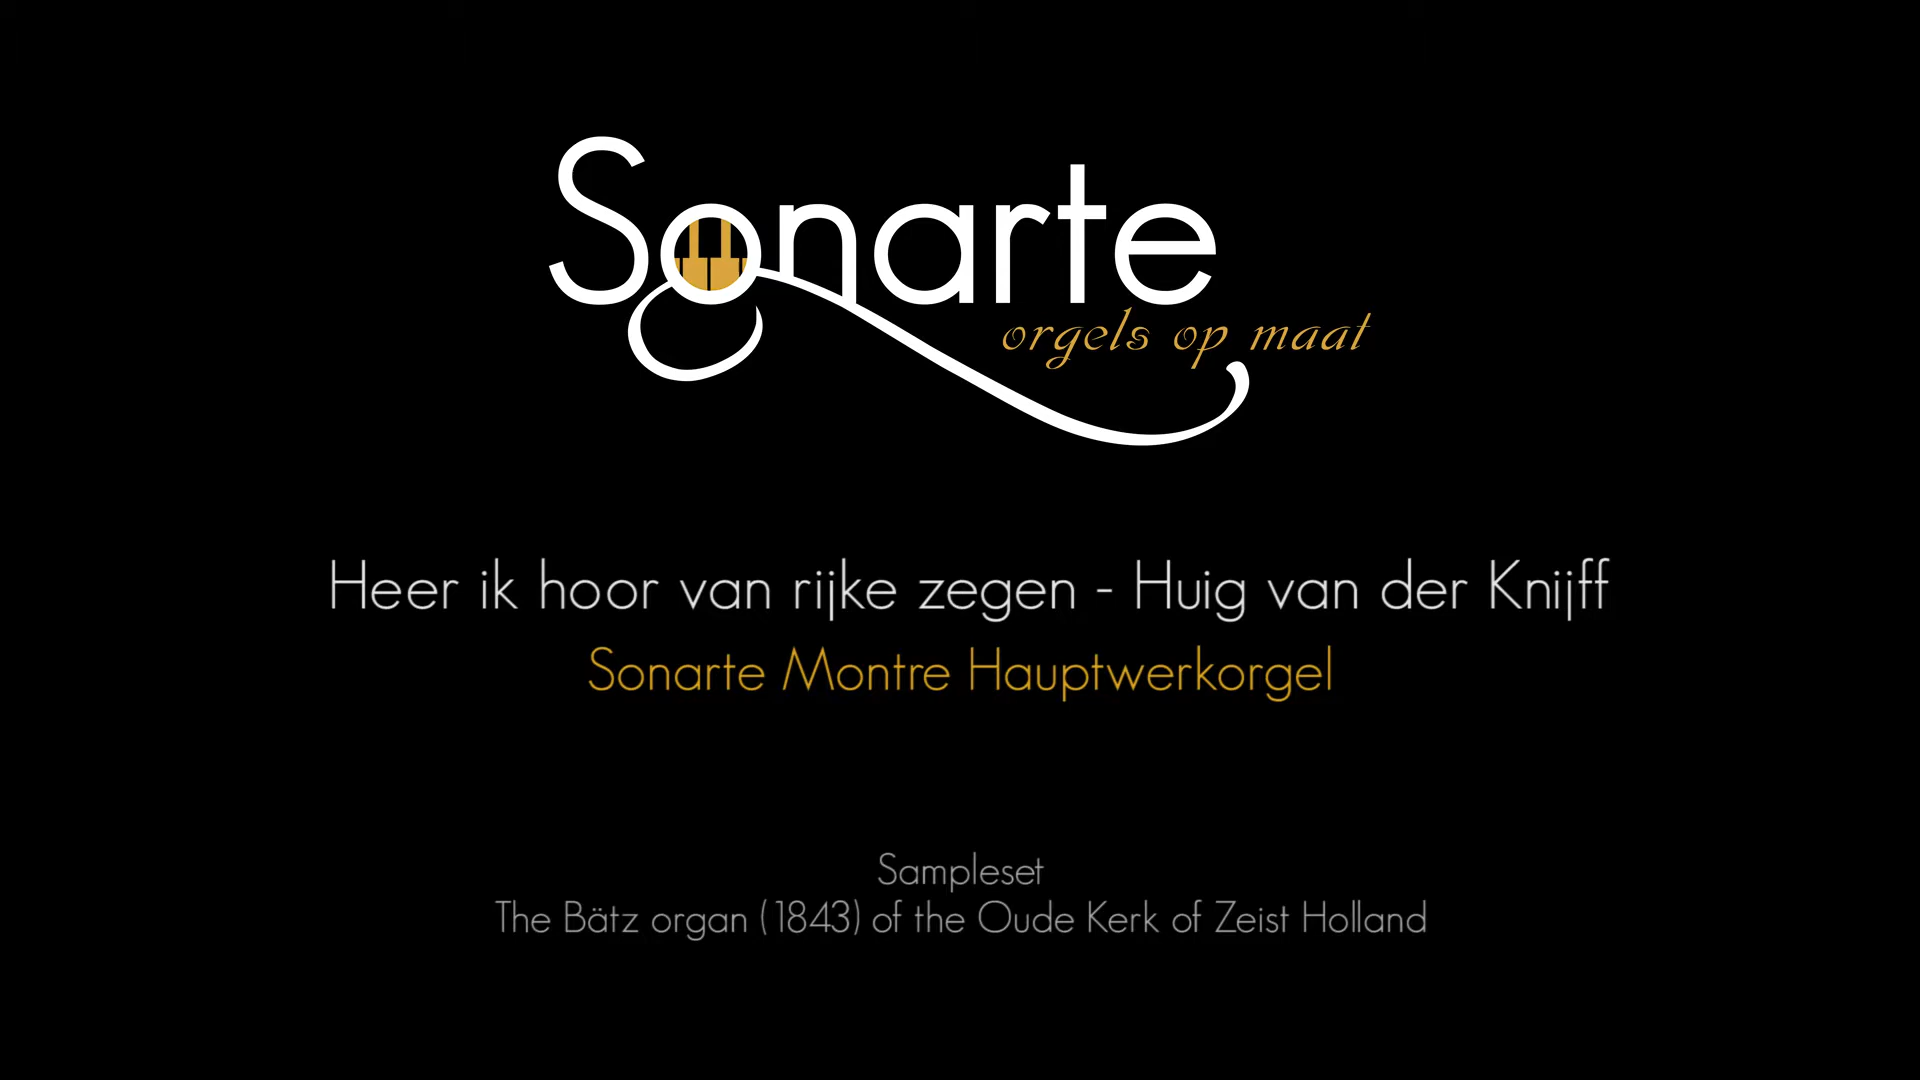 Sonarte
orgels op maat
Heer ik hoor van rijke zegen - Huig van der Knijff
Sonarte Montre Hauptwerkorgel
Sampleset
The Bätz organ (1843) of the Oude Kerk of Zeist Holland